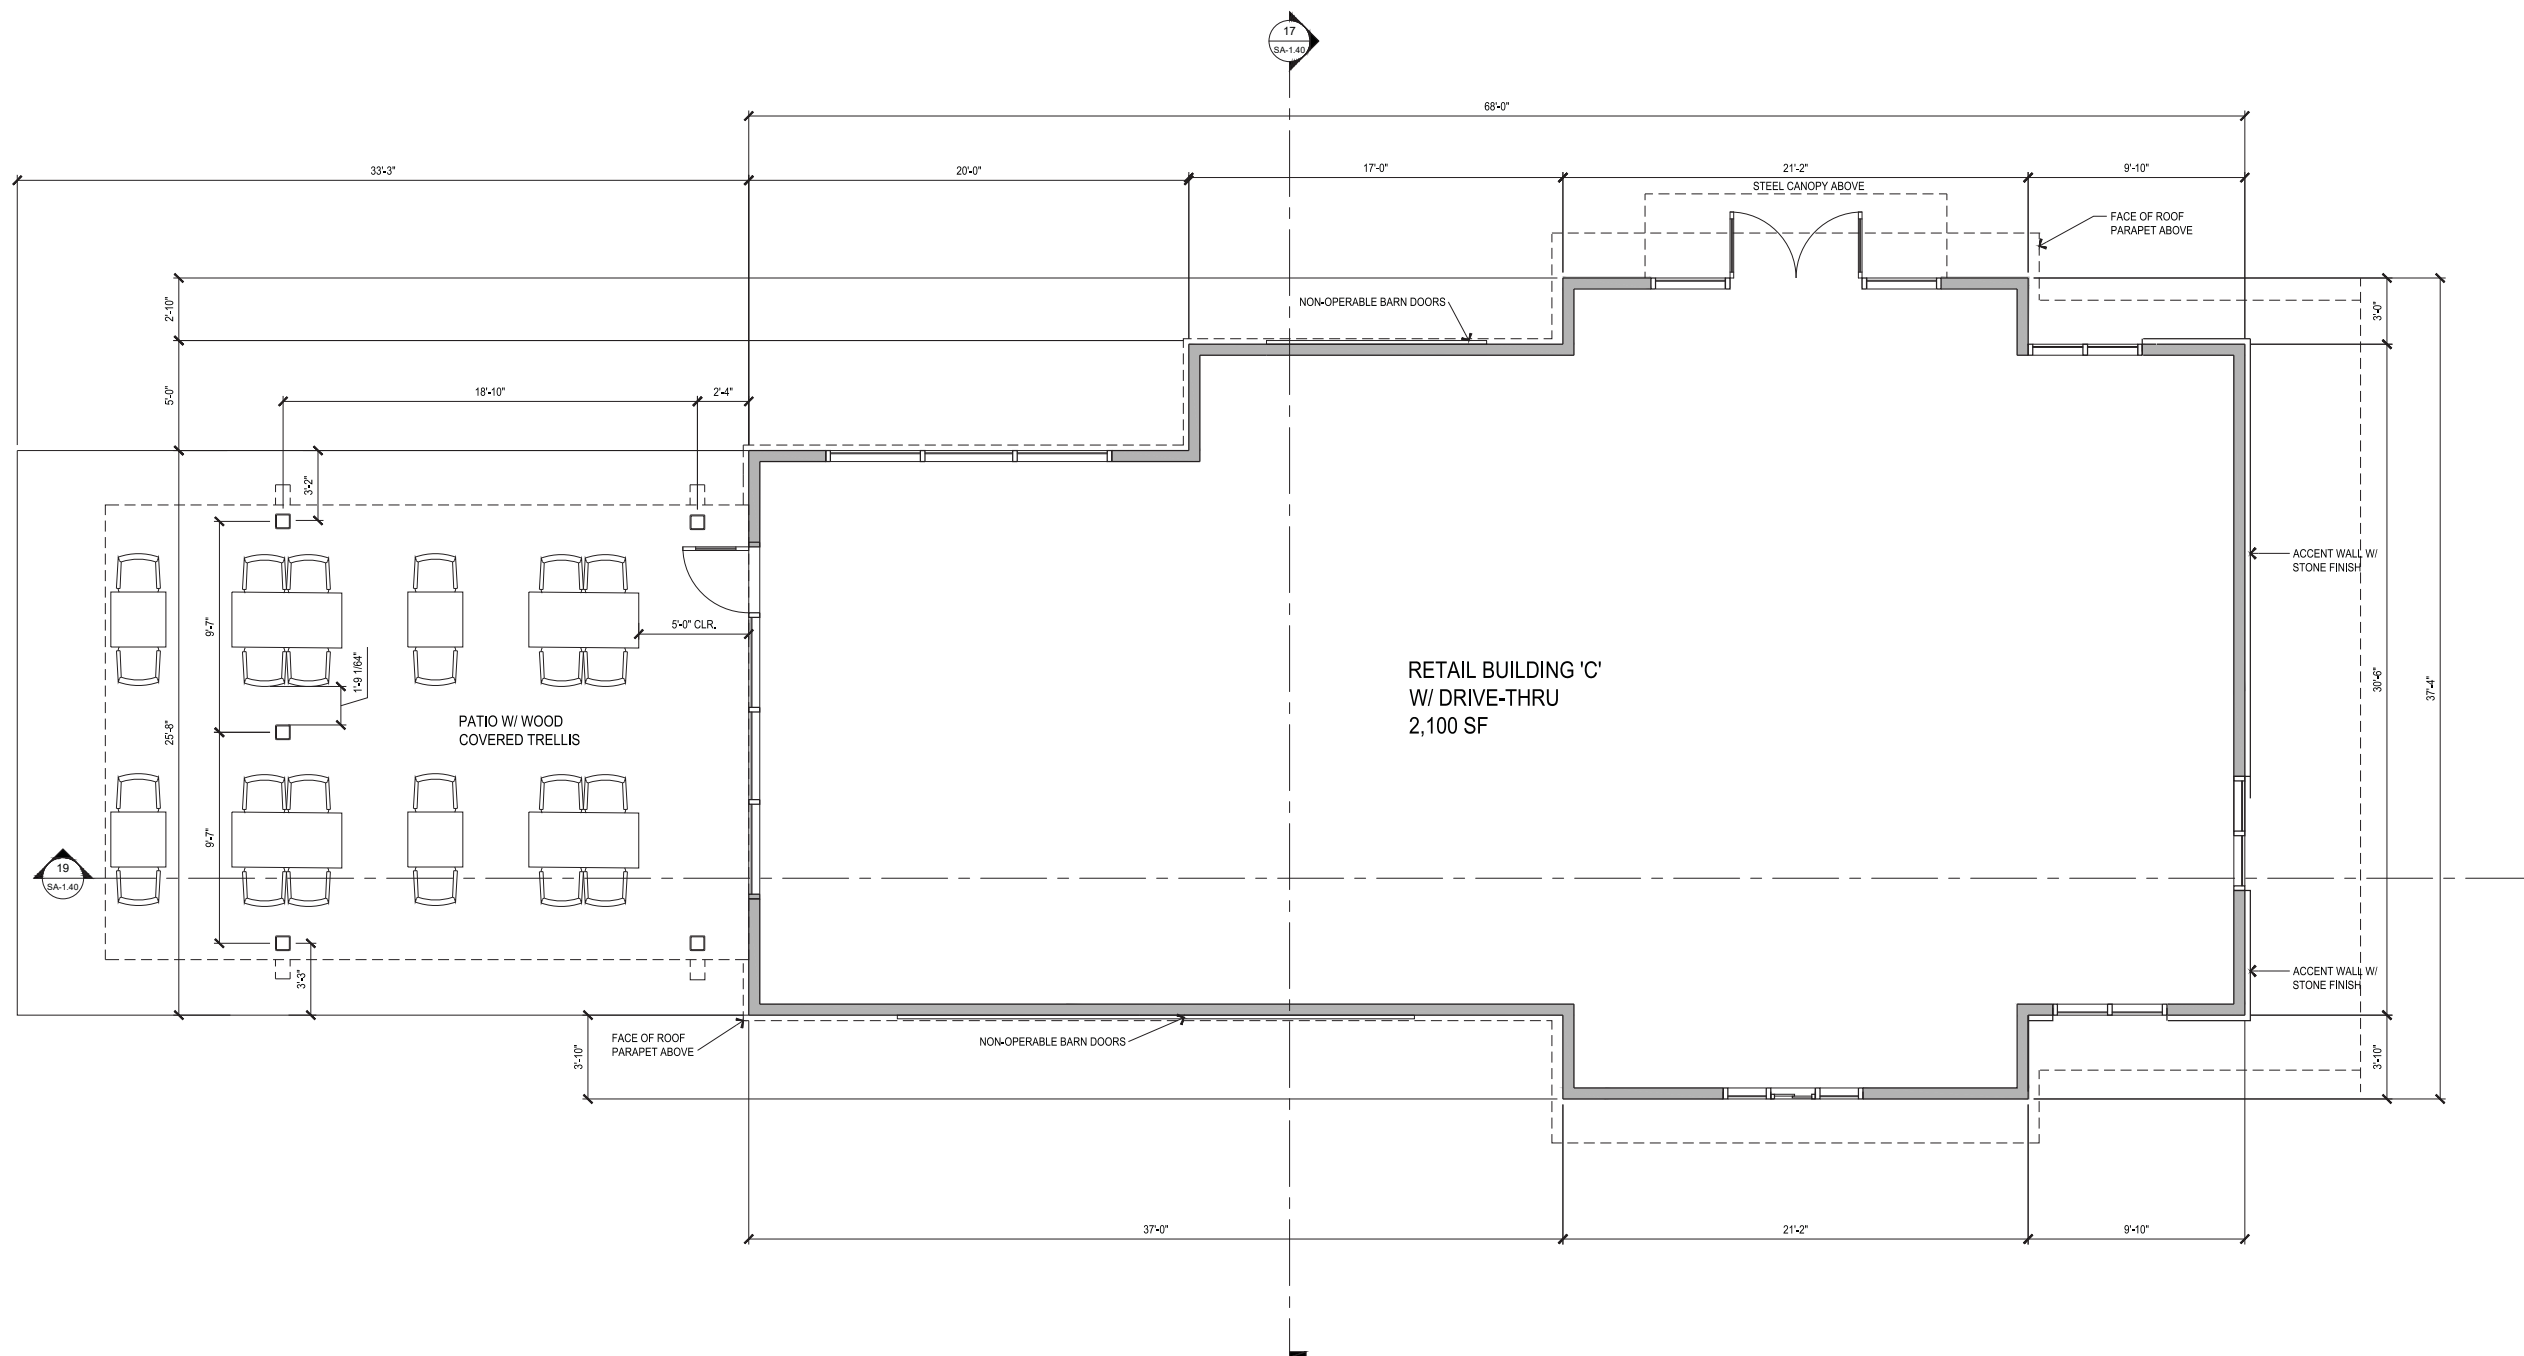 17
SA-1.40
68'-0"
33'-3"
20'-0"
17'-0"
21'-2"
9'-10"
STEEL CANOPY ABOVE
FACE OF ROOF
PARAPET ABOVE
2'-10"
NON-OPERABLE BARN DOORS
3'-0"
5'-0"
18'-10"
2'-4"
3'-2"
ACCENT WALL W/
STONE FINISH
9'-7"
5'-0" CLR.
1'-9 1/64"
RETAIL BUILDING 'C'
W/ DRIVE-THRU
2,100 SF
30'-6"
37'-4"
PATIO W/ WOOD
COVERED TRELLIS
25'-8"
9'-7"
19
SA-1.40
3'-3"
ACCENT WALL W/
STONE FINISH
FACE OF ROOF
PARAPET ABOVE
NON-OPERABLE BARN DOORS
3'-10"
3'-10"
37'-0"
21'-2"
9'-10"